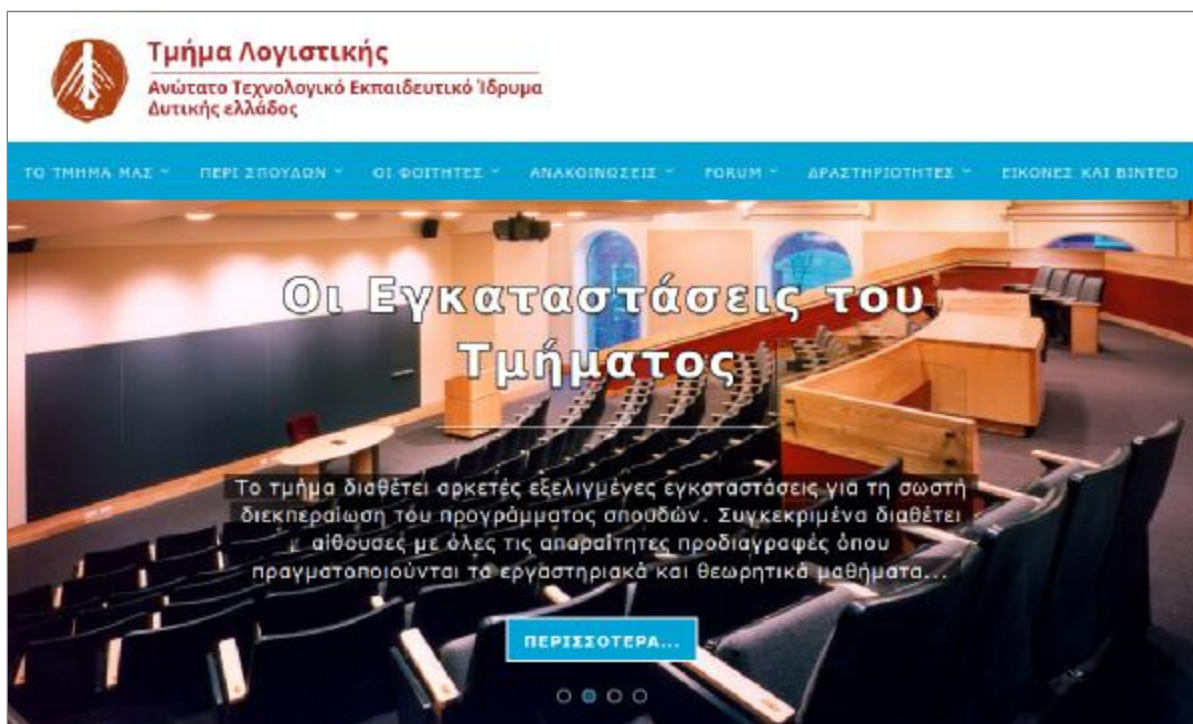 Τμήμα Λογιστικής
Ανώτατο Τεχνολογικό Εκπαιδευτικό Ίδρυμα
Δυτικής ελλάδος
ΤΟ ΤΜΗΜΑ ΜΑΣ ΠΕΡΙ ΣΠΟΥΔΩΝ ΟΙ ΦΟΙΤΗΤΕΣ ΑΝΑΚΟΙΝΩΣΕΙΣ FORUM ΔΡΑΣΤΗΡΙΟΤΗΤΕΣ ΕΙΚΟΝΕΣ ΚΑΙ ΒΙΝΤΕΟ
Οι Εγκαταστάσεις του
Τμήματος
Το τμήμα διαθέτει αρκετές εξελιγμένες εγκαταστάσεις για τη σωστή
διεκπεραίωση του προγράμματος σπουδών. Συγκεκριμένα διαθέτει
αίθουσες με όλες τις απαραίτητες προδιαγραφές όπου
πραγματοποιούνται τα εργαστηριακά και θεωρητικά μαθήματα...
ΠΕΡΙΣΣΟΤΕΡΑ...